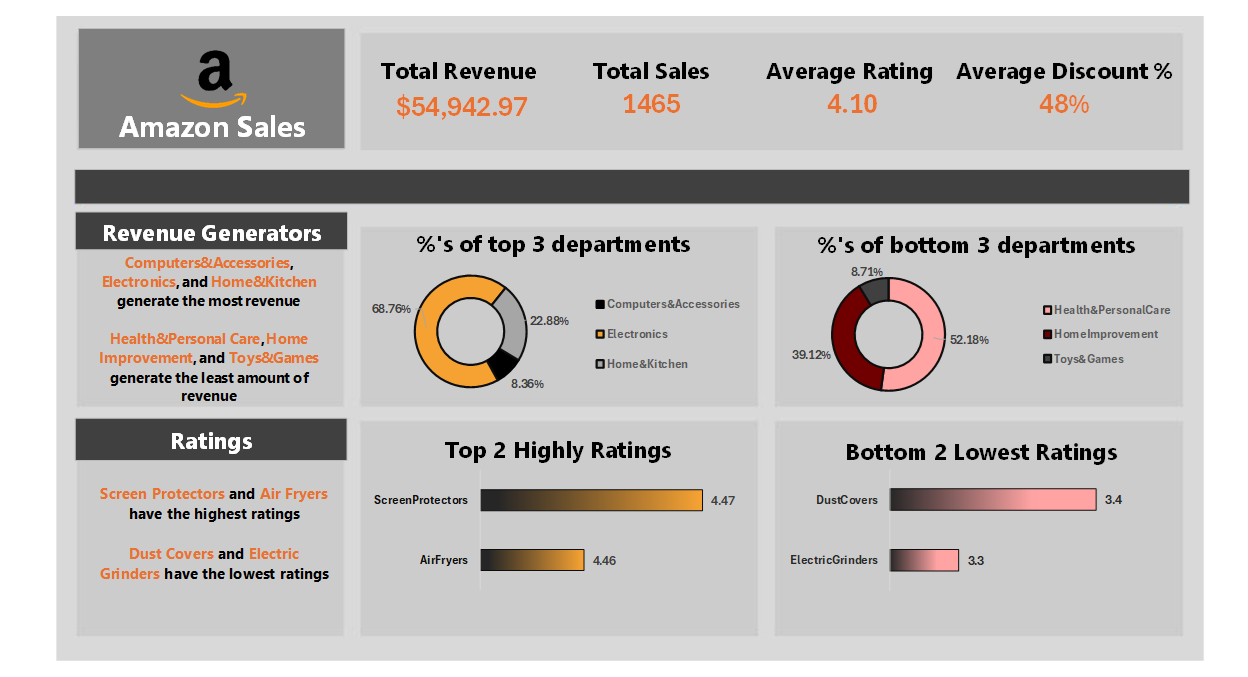 a
Amazon Sales
Total Revenue
$54,942.97
Total Sales
1465
Average Rating
4.10
Average Discount %
48%
Revenue Generators
Computers&Accessories,
Electronics, and Home&Kitchen
generate the most revenue
Health&Personal Care, Home
Improvement, and Toys&Games
generate the least amount of
revenue
%'s of top 3 departments
68.76%
22.88%
8.36%
Computers&Accessories
Electronics
Home&Kitchen
%'s of bottom 3 departments
8.71%
39.12%
52.18%
Health&PersonalCare
HomeImprovement
Toys&Games
Ratings
Screen Protectors and Air Fryers
have the highest ratings
Dust Covers and Electric
Grinders have the lowest ratings
Top 2 Highly Ratings
ScreenProtectors 4.47
AirFryers 4.46
Bottom 2 Lowest Ratings
DustCovers 3.4
ElectricGrinders 3.3